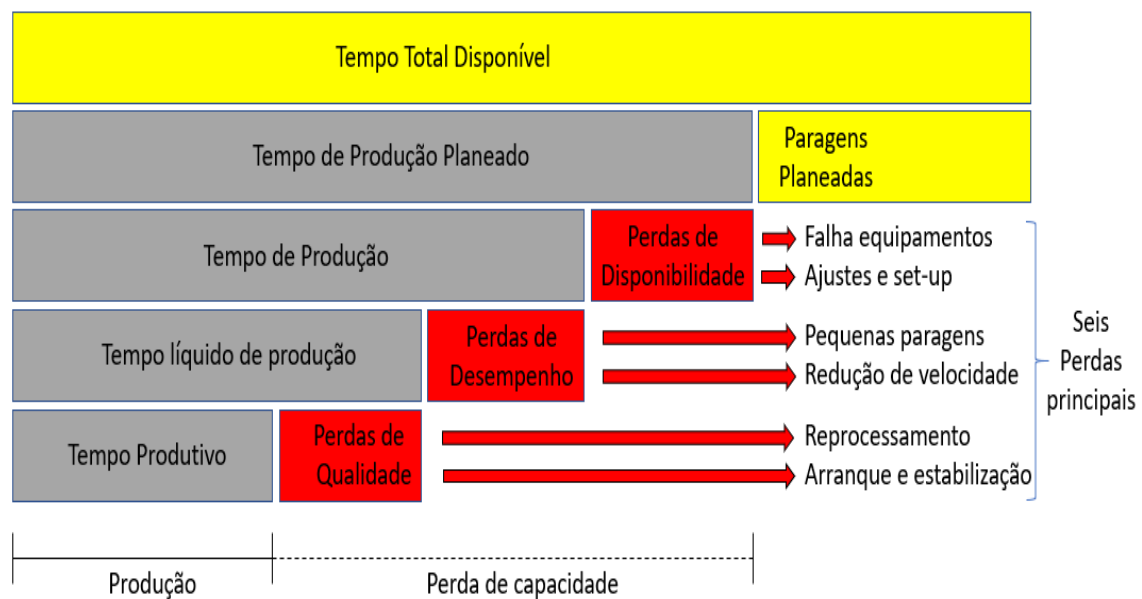 Tempo Total Disponível
Tempo de Produção Planeado
Paragens
Planeadas
Tempo de Produção
Perdas de
Disponibilidade
Falha equipamentos
Ajustes e set-up
Tempo líquido de produção
Perdas de
Desempenho
Pequenas paragens
Redução de velocidade
Seis
Perdas
principais
Tempo Produtivo
Perdas de
Qualidade
Reprocessamento
Arranque e estabilização
Produção
Perda de capacidade